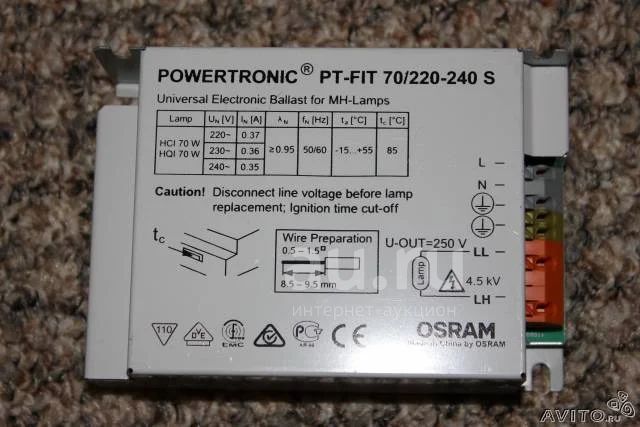 POWERTRONIC® PT-FIT 70/220-240 S
Universal Electronic Ballast for MH-Lamps
Lamp U_N [V] I_N [A] λ_N f_N [Hz] t_a [°C] t_c [°C]
HCI 70 W
HQI 70 W
220~ 0.37
230~ 0.36
240~ 0.35
≥0.95 50/60 -15...+55 85
Caution! Disconnect line voltage before lamp
replacement; Ignition time cut-off
t_c
Wire Preparation
0.5 – 1.5
8.5 – 9.5 mm
L
N
U-OUT=250 V
LL
Lamp
4.5 kV
LH
110
VDE
EMC
PC
CE
OSRAM
Made in China by OSRAM
au.ru
интернет-аукцион
AVITO.ru